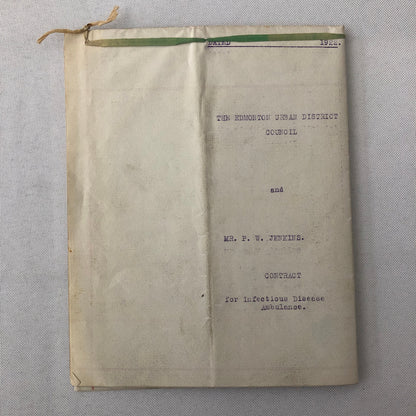 DATED 1922.
THE EDMONTON URBAN DISTRICT
COUNCIL
and
MR. P. W. JENKINS.
CONTRACT
for Infectious Disease
Ambulance.